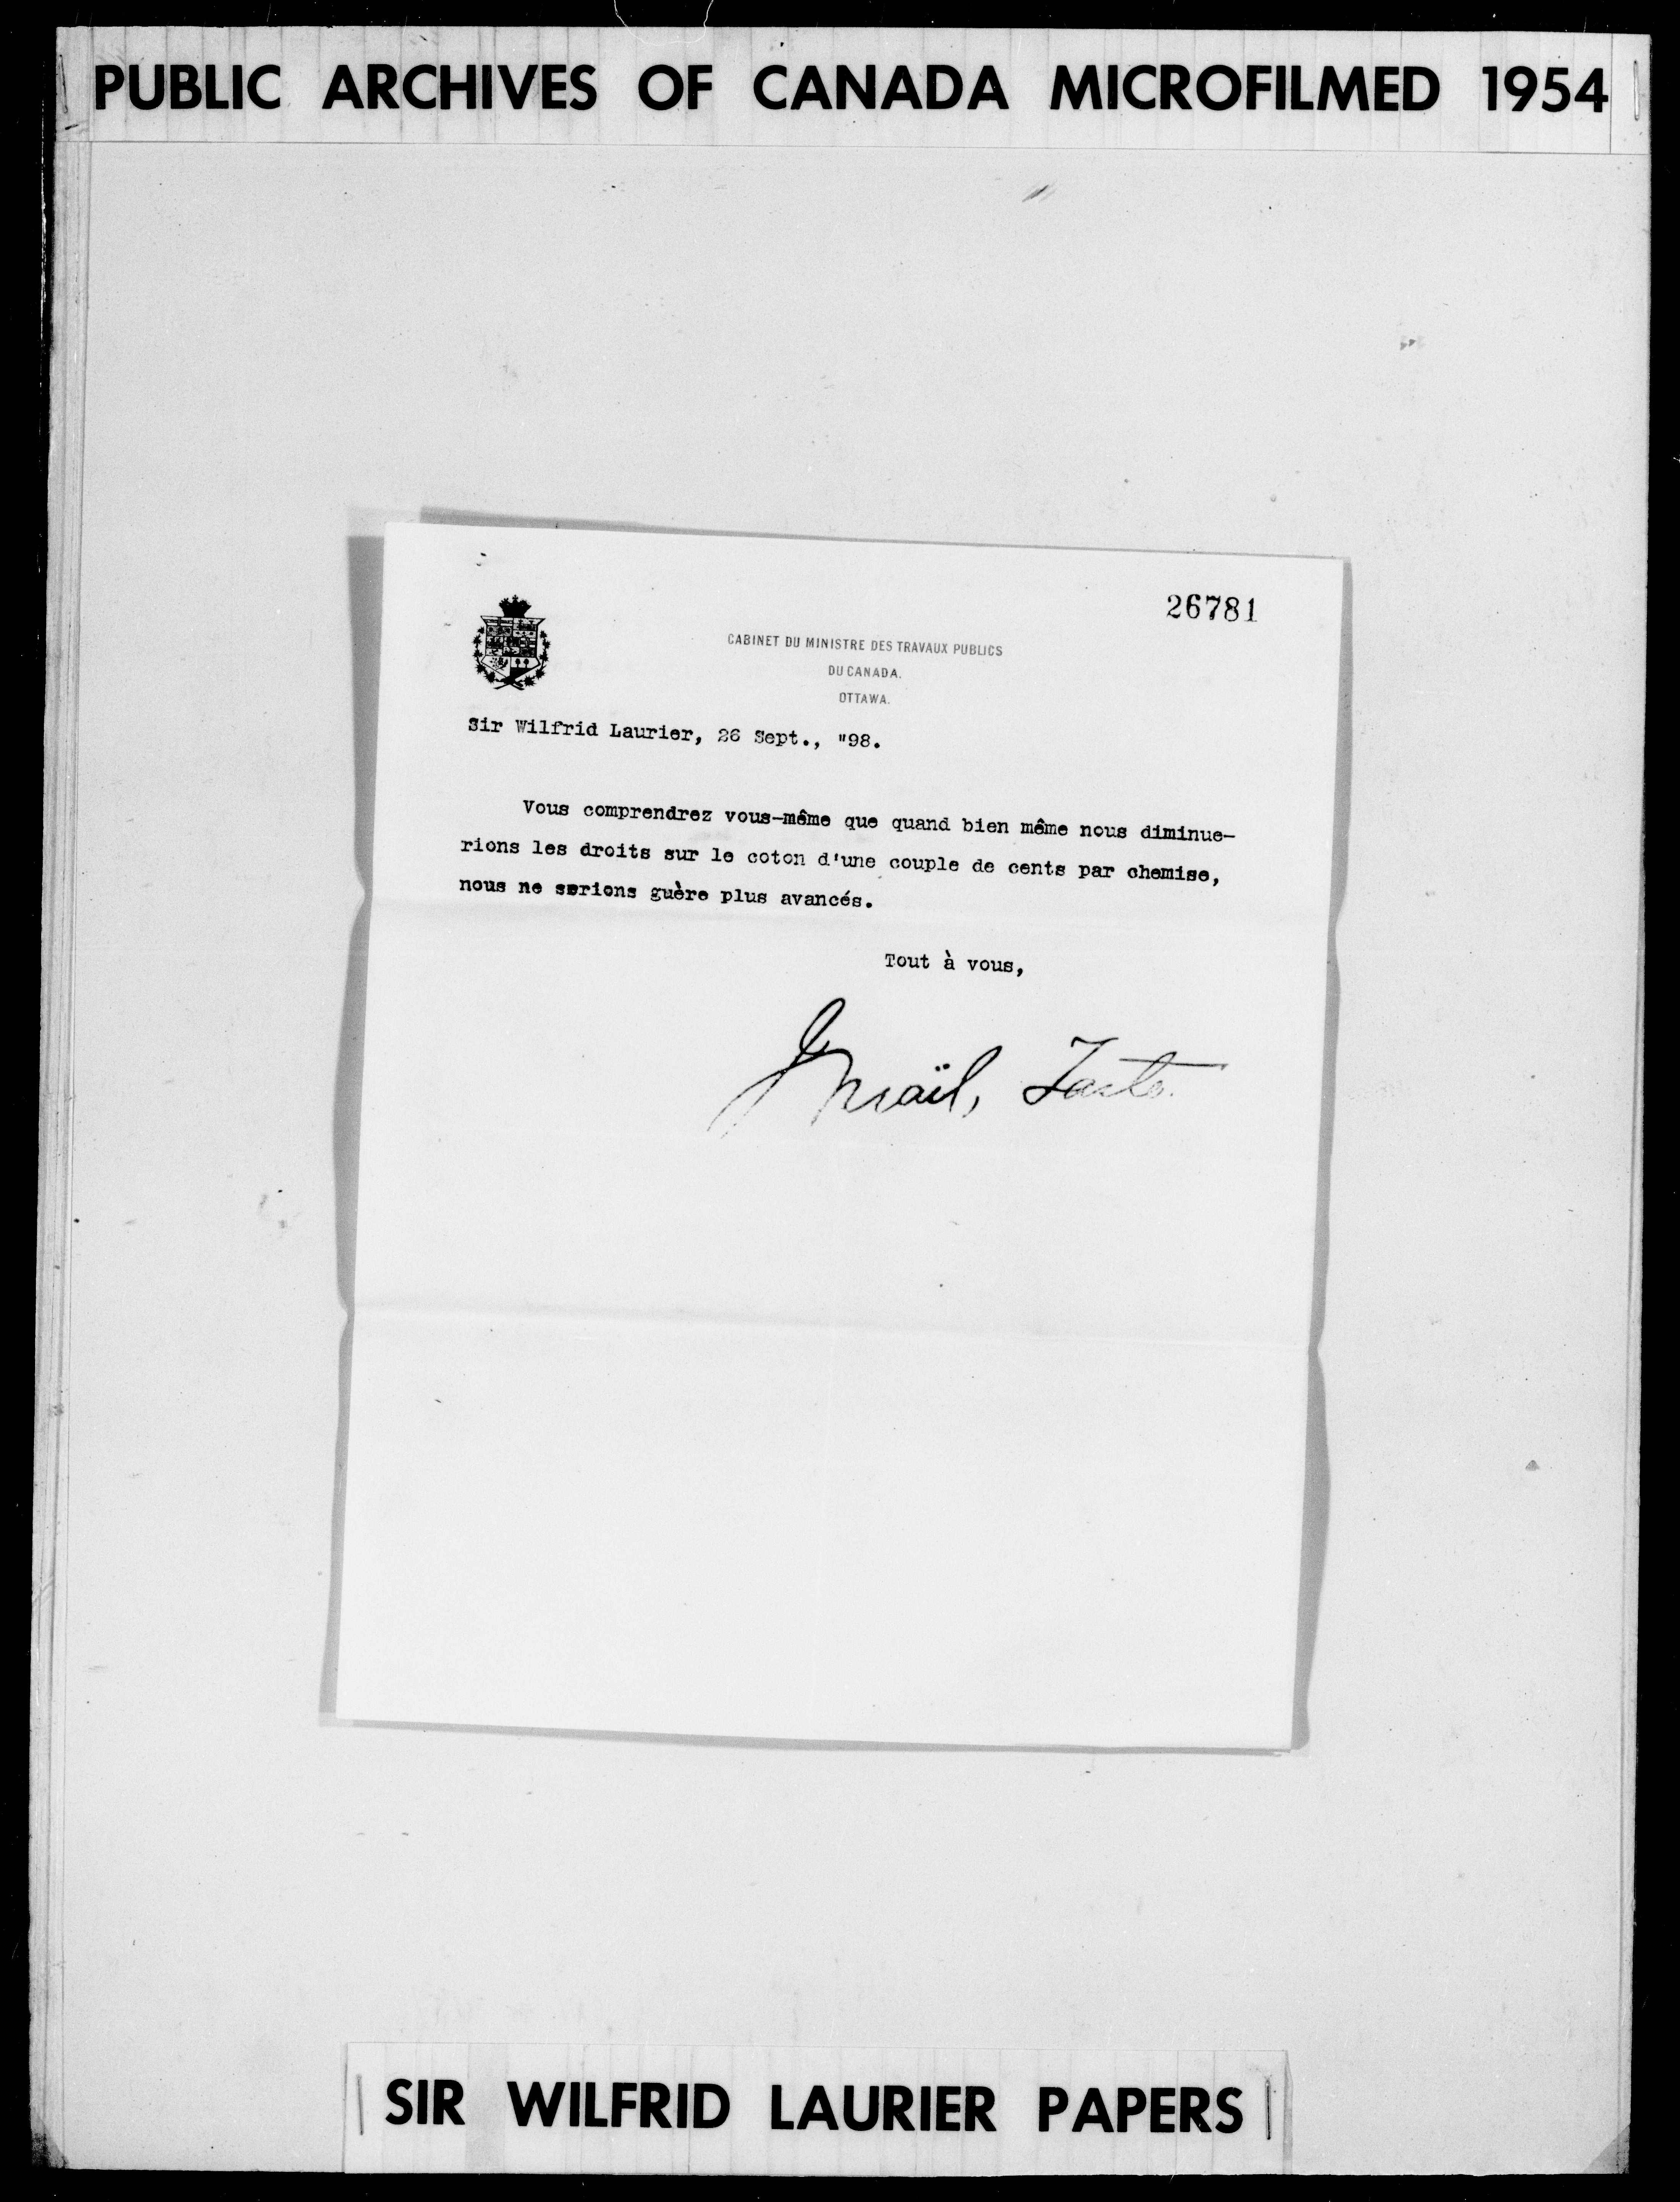 PUBLIC ARCHIVES OF CANADA MICROFILMED 1954
26781
CABINET DU MINISTRE DES TRAVAUX PUBLICS
DU CANADA.
OTTAWA.
Sir Wilfrid Laurier, 26 Sept., "98.
Vous comprendrez vous-même que quand bien même nous diminue-
rions les droits sur le coton d'une couple de cents par chemise,
nous ne serions guère plus avancés.
Tout à vous,
J Israël, Tarte.
SIR WILFRID LAURIER PAPERS